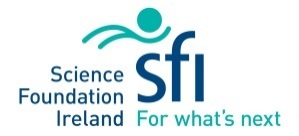 Science
Foundation
Ireland
sfi
For what's next